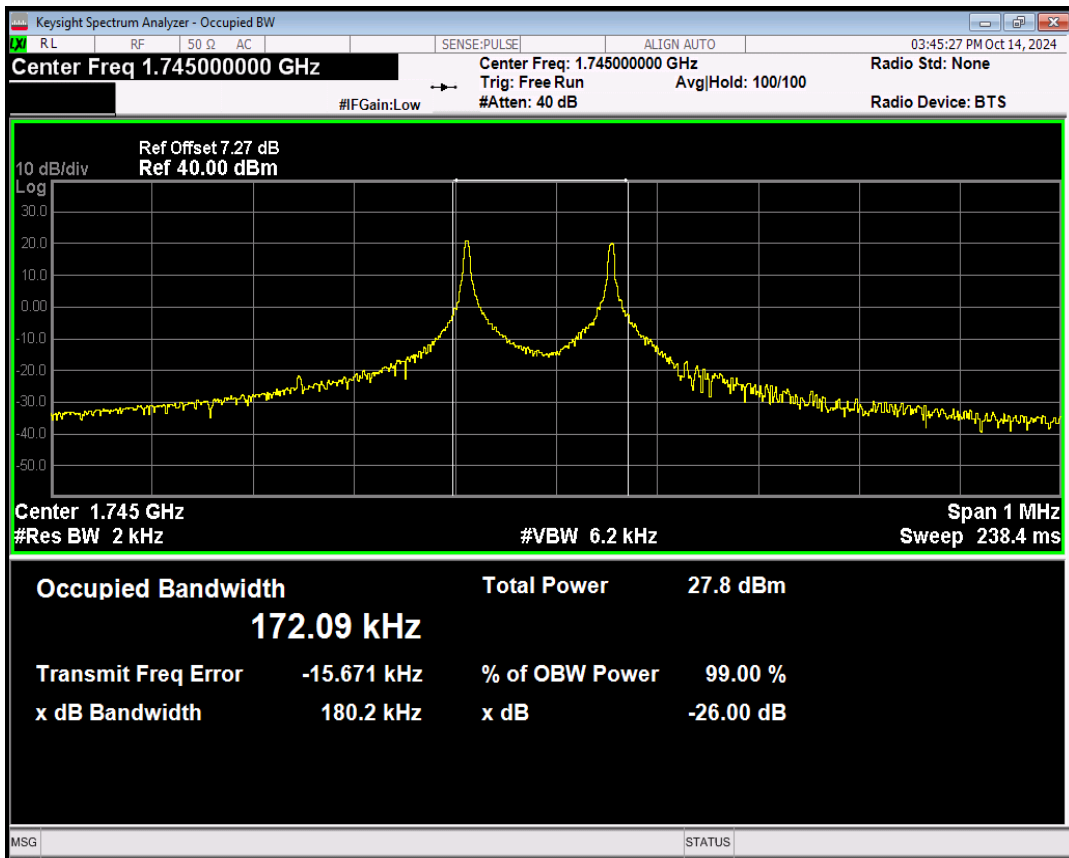 Keysight Spectrum Analyzer - Occupied BW
LXI RL RF 50 Ω AC SENSE:PULSE ALIGN AUTO 03:45:27 PM Oct 14, 2024
Center Freq 1.745000000 GHz Center Freq: 1.745000000 GHz Radio Std: None
Trig: Free Run Avg|Hold: 100/100
#IFGain:Low #Atten: 40 dB Radio Device: BTS
Ref Offset 7.27 dB
10 dB/div Ref 40.00 dBm
Log
30.0
20.0
10.0
0.00
-10.0
-20.0
-30.0
-40.0
-50.0
Center 1.745 GHz Span 1 MHz
#Res BW 2 kHz #VBW 6.2 kHz Sweep 238.4 ms
Occupied Bandwidth Total Power 27.8 dBm
172.09 kHz
Transmit Freq Error -15.671 kHz % of OBW Power 99.00 %
x dB Bandwidth 180.2 kHz x dB -26.00 dB
MSG STATUS